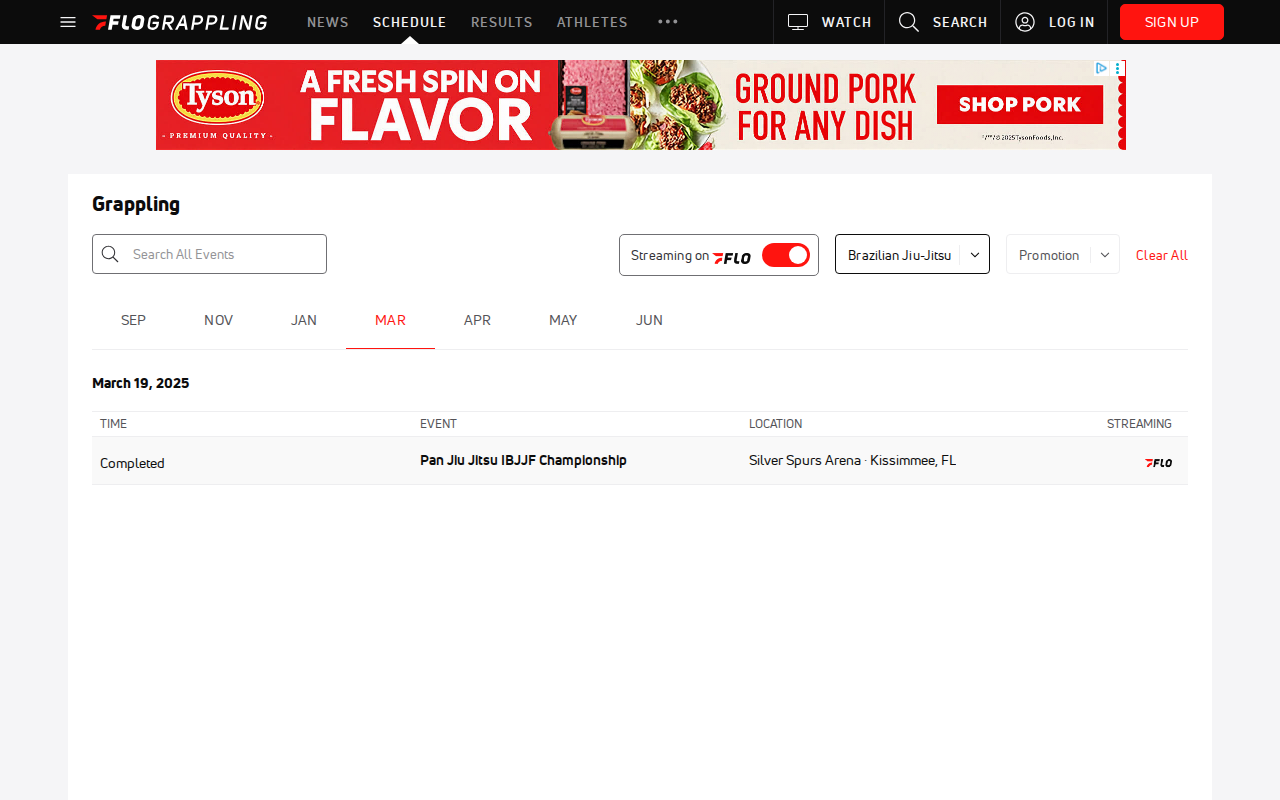 FLOGRAPPLING NEWS SCHEDULE RESULTS ATHLETES ••• WATCH SEARCH LOG IN SIGN UP
Tyson
• PREMIUM QUALITY •
A FRESH SPIN ON
FLAVOR
GROUND PORK
FOR ANY DISH
SHOP PORK
©2025 Tyson Foods, Inc.
Grappling
Search All Events Streaming on FLO Brazilian Jiu-Jitsu Promotion Clear All
SEP NOV JAN MAR APR MAY JUN
March 19, 2025
TIME EVENT LOCATION STREAMING
Completed Pan Jiu Jitsu IBJJF Championship Silver Spurs Arena · Kissimmee, FL FLO